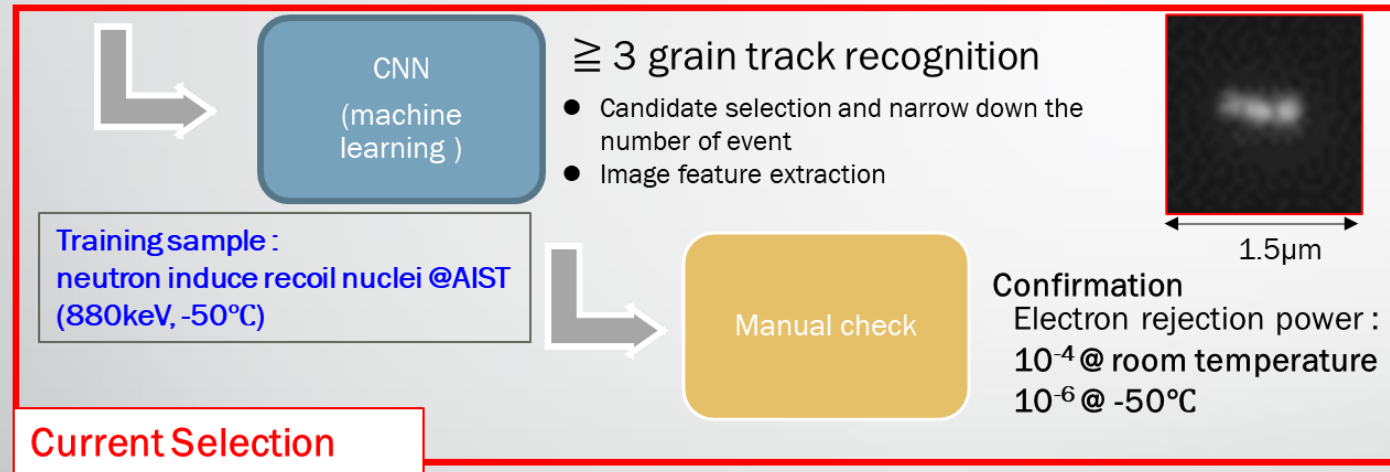 CNN
(machine
learning )
≧ 3 grain track recognition
● Candidate selection and narrow down the
number of event
● Image feature extraction
1.5μm
Training sample :
neutron induce recoil nuclei @AIST
(880keV, -50℃)
Manual check
Confirmation
Electron rejection power :
10⁻⁴ @ room temperature
10⁻⁶ @ -50℃
Current Selection